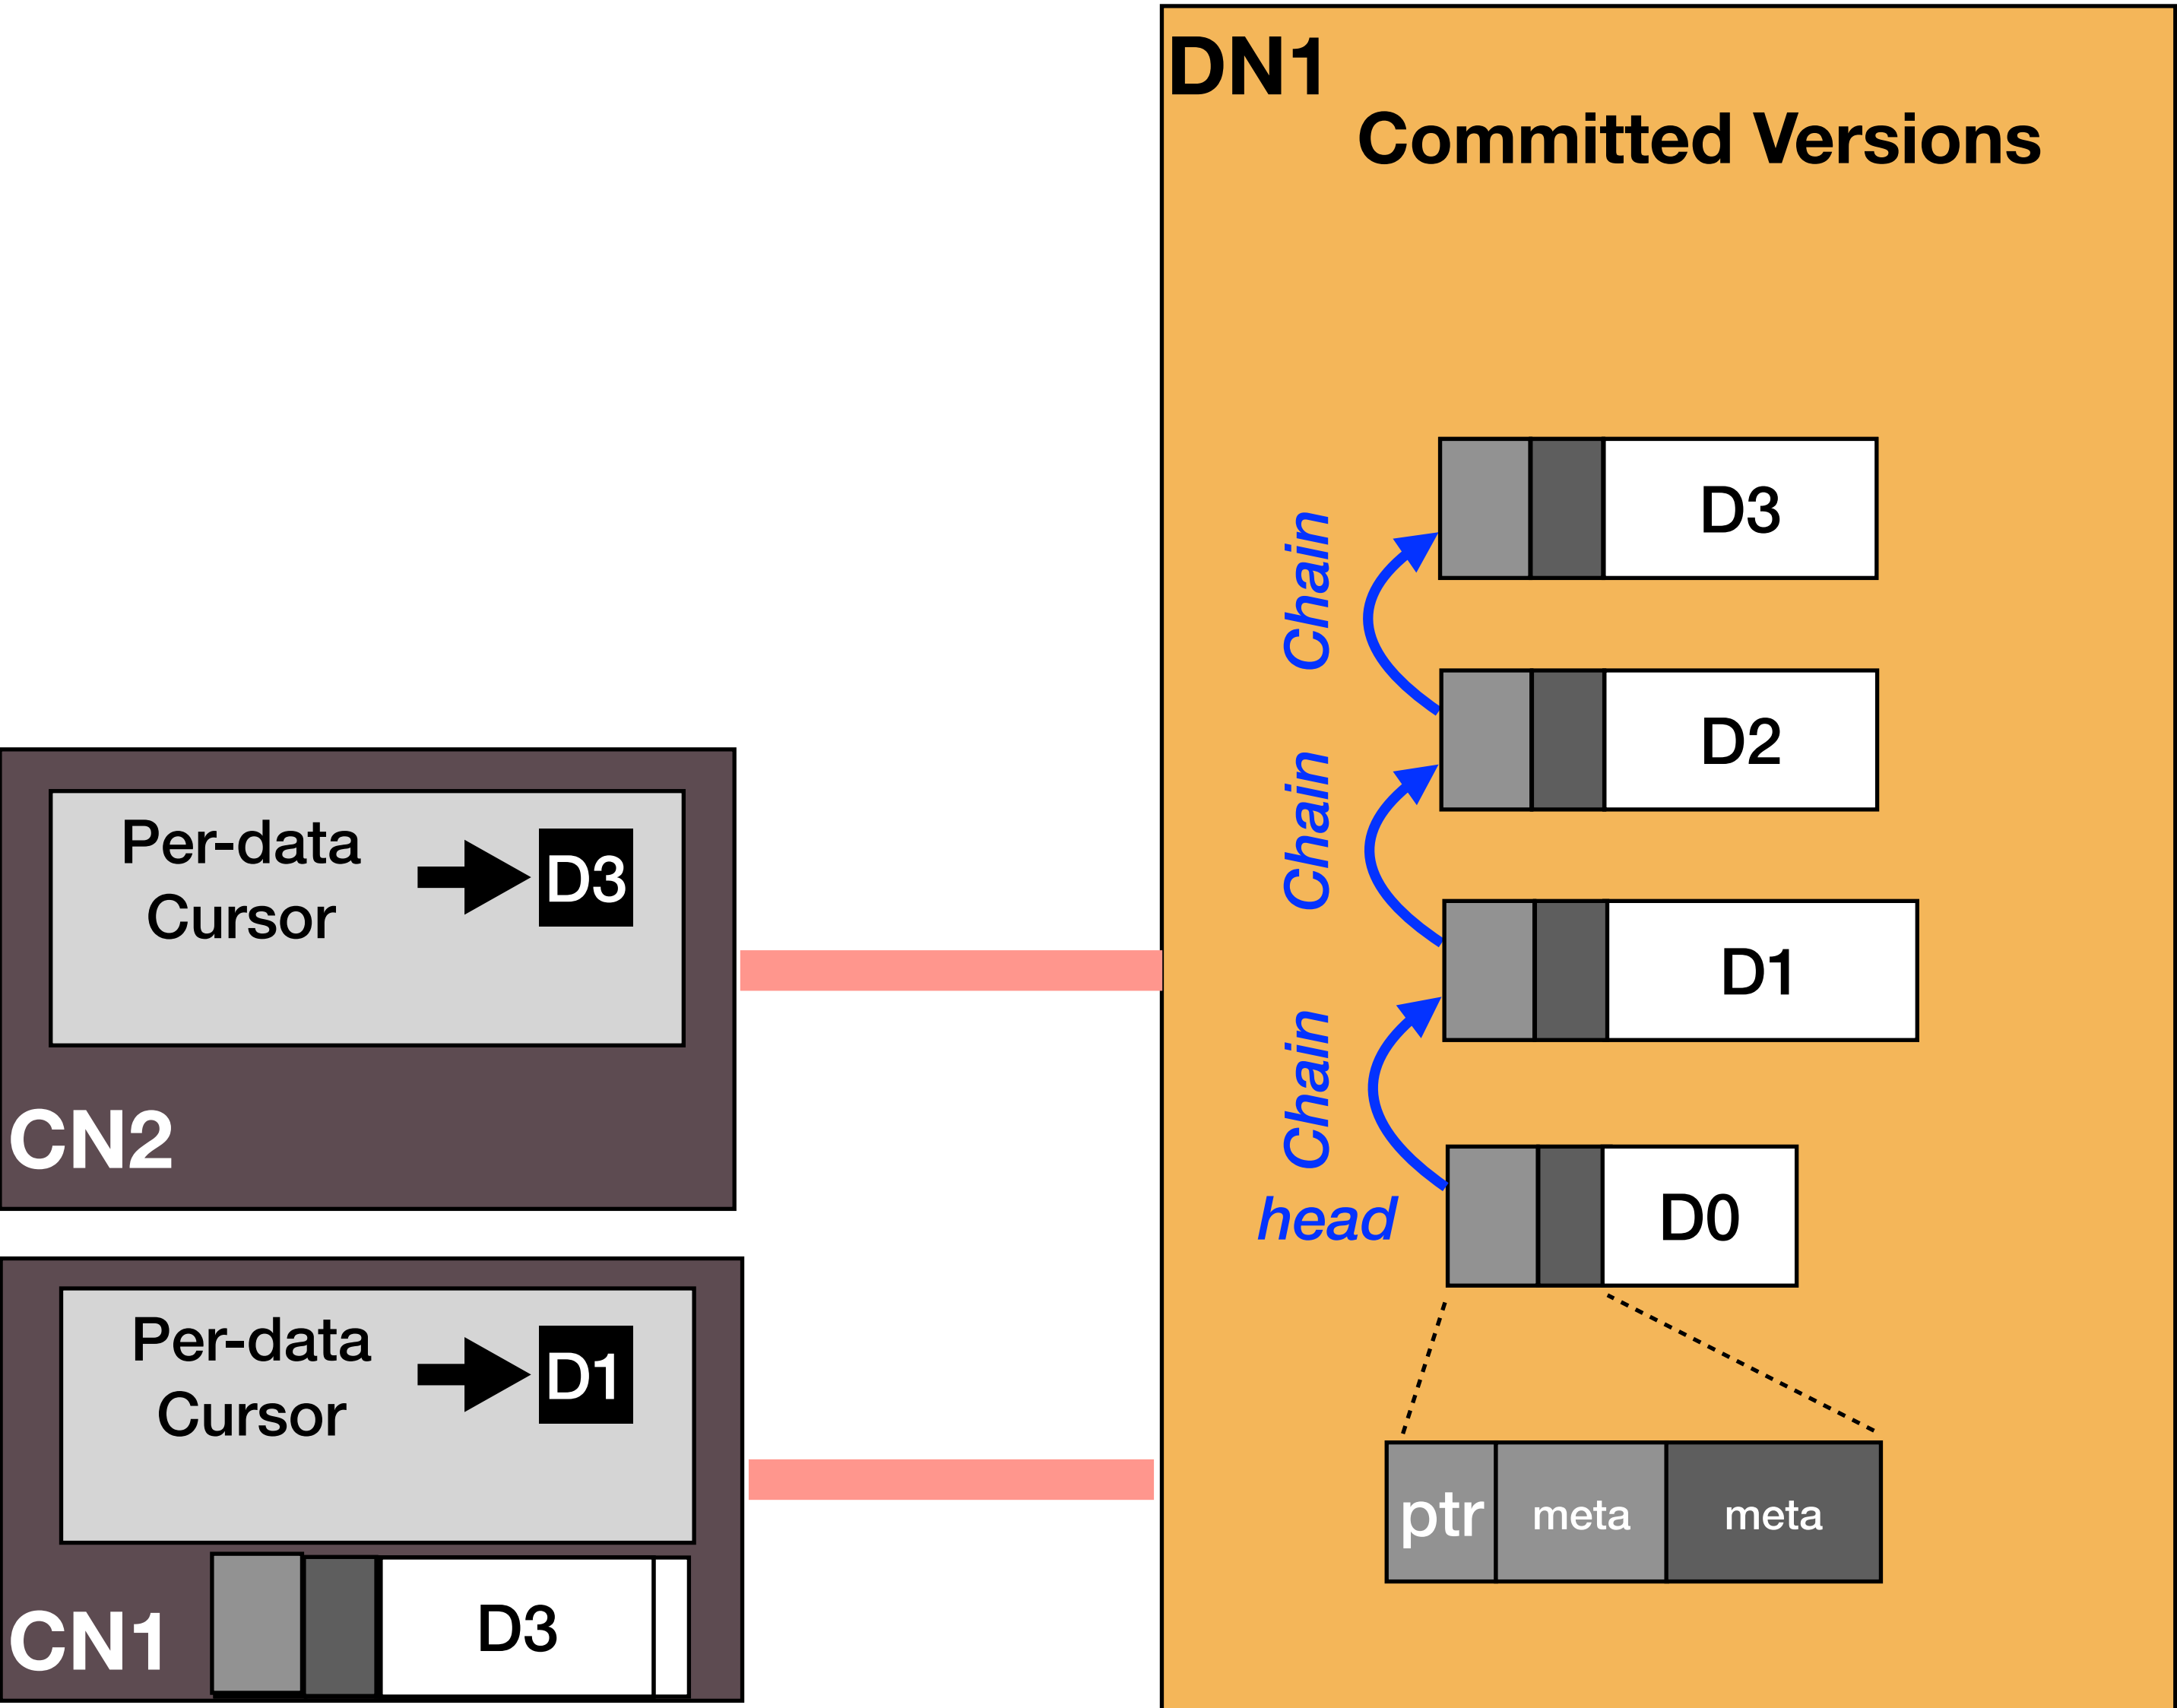 DN1
Committed Versions
D3
Chain
D2
Chain
D1
Chain
head
D0
ptr
meta
meta
Per-data
Cursor
D3
CN2
Per-data
Cursor
D1
CN1
D3